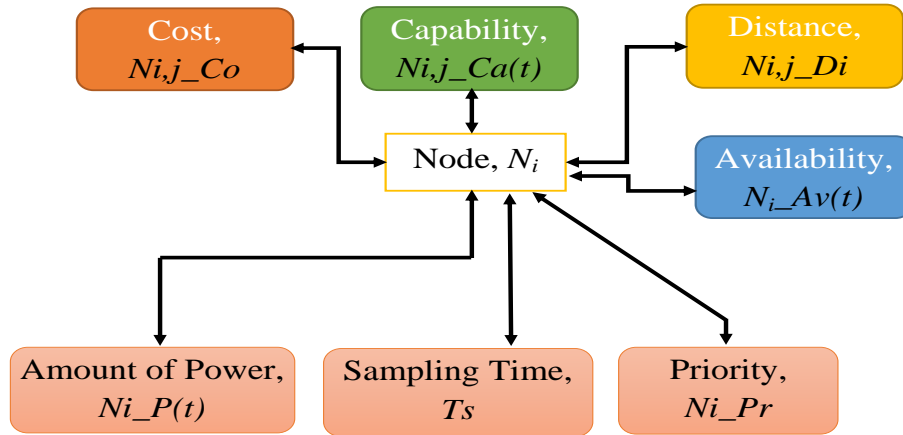 Cost,
Ni,j_Co
Capability,
Ni,j_Ca(t)
Distance,
Ni,j_Di
Node, Nᵢ
Availability,
Nᵢ_Av(t)
Amount of Power,
Ni_P(t)
Sampling Time,
Ts
Priority,
Ni_Pr